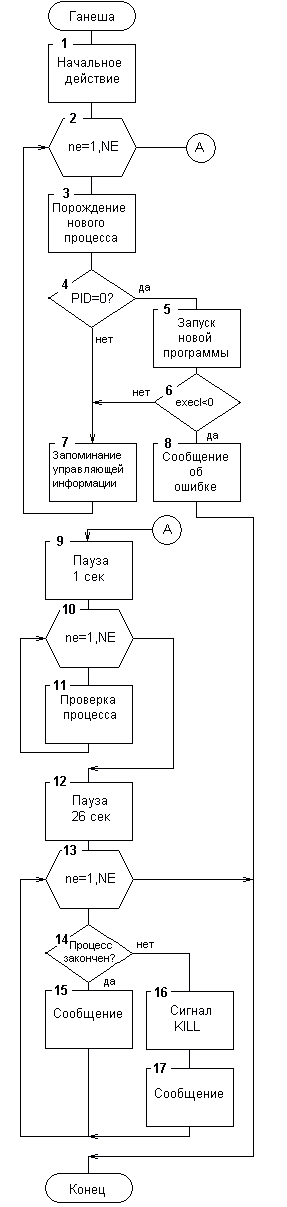 Ганеша
1
Начальное
действие
2
ne=1,NE
A
3
Порождение
нового
процесса
4
PID=0?
да
нет
5
Запуск
новой
программы
6
нет
execl<0
да
7
Запоминание
управляющей
информации
8
Сообщение
об
ошибке
A
9
Пауза
1 сек
10
ne=1,NE
11
Проверка
процесса
12
Пауза
26 сек
13
ne=1,NE
14
Процесс
закончен?
нет
да
15
Сообщение
16
Сигнал
KILL
17
Сообщение
Конец